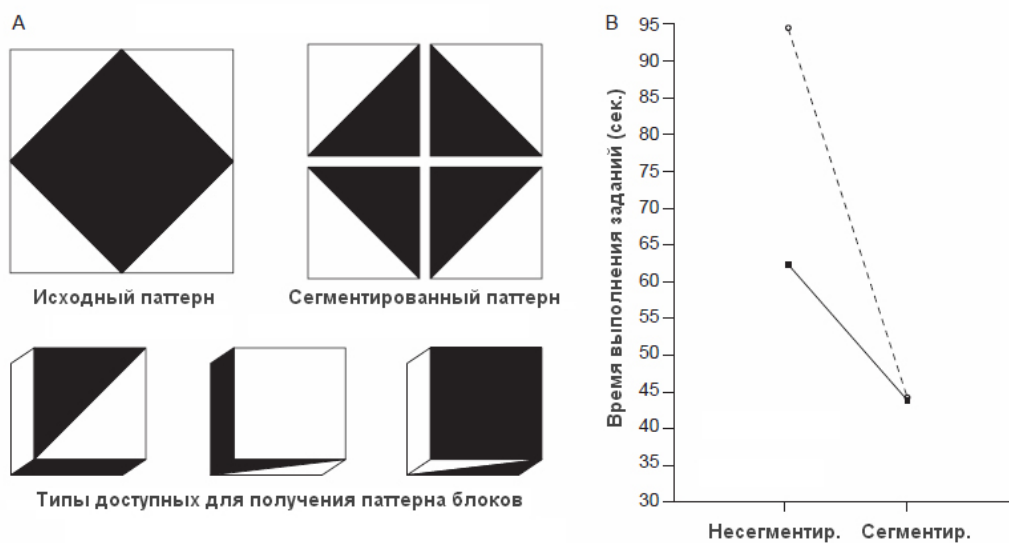 A
Исходный паттерн
Сегментированный паттерн
Типы доступных для получения паттерна блоков
B
Время выполнения заданий (сек.)
95
90
85
80
75
70
65
60
55
50
45
40
35
30
Несегментир.
Сегментир.